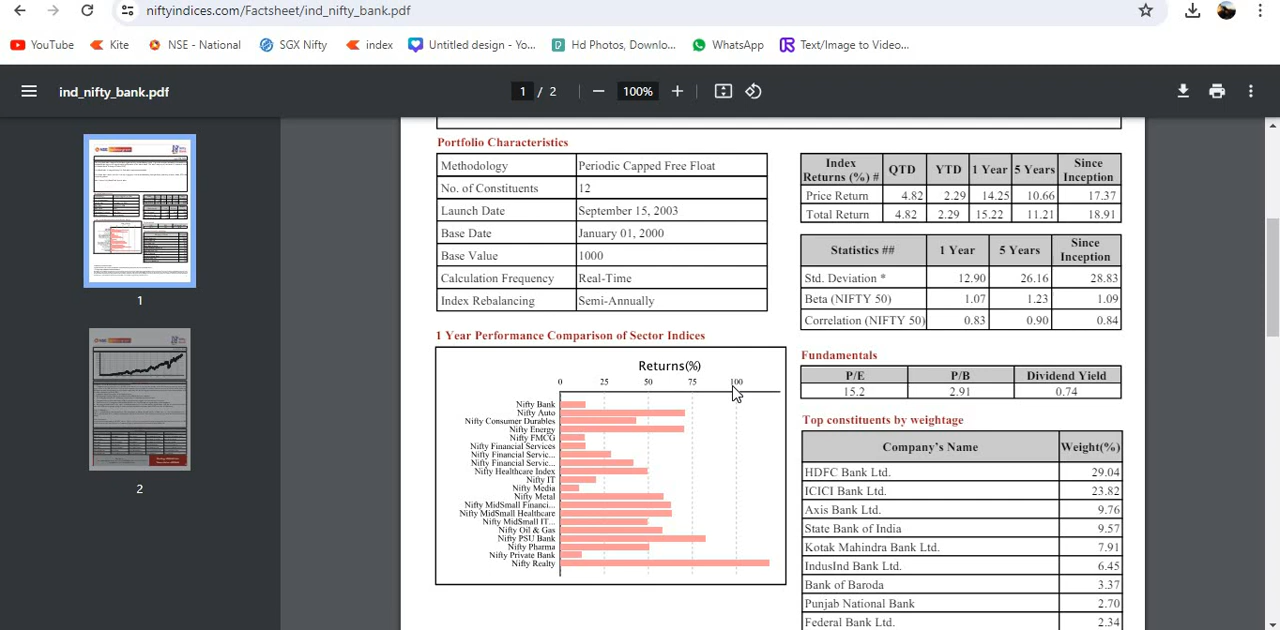 niftyindices.com/Factsheet/ind_nifty_bank.pdf
YouTube Kite NSE - National SGX Nifty index Untitled design - Yo... Hd Photos, Downlo... WhatsApp Text/Image to Video...
ind_nifty_bank.pdf 1 / 2 100%
1
2
Portfolio Characteristics
Methodology Periodic Capped Free Float
No. of Constituents 12
Launch Date September 15, 2003
Base Date January 01, 2000
Base Value 1000
Calculation Frequency Real-Time
Index Rebalancing Semi-Annually
1 Year Performance Comparison of Sector Indices
Returns(%)
0 25 50 75 100
Nifty Bank
Nifty Auto
Nifty Consumer Durables
Nifty Energy
Nifty FMCG
Nifty Financial Services
Nifty Financial Servic...
Nifty Financial Servic...
Nifty Healthcare Index
Nifty IT
Nifty Media
Nifty Metal
Nifty MidSmall Financi...
Nifty MidSmall Healthcare
Nifty MidSmall IT...
Nifty Oil & Gas
Nifty PSU Bank
Nifty Pharma
Nifty Private Bank
Nifty Realty
Index Returns (%) # QTD YTD 1 Year 5 Years Since Inception
Price Return 4.82 2.29 14.25 10.66 17.37
Total Return 4.82 2.29 15.22 11.21 18.91
Statistics ## 1 Year 5 Years Since Inception
Std. Deviation * 12.90 26.16 28.83
Beta (NIFTY 50) 1.07 1.23 1.09
Correlation (NIFTY 50) 0.83 0.90 0.84
Fundamentals
P/E P/B Dividend Yield
15.2 2.91 0.74
Top constituents by weightage
Company's Name Weight(%)
HDFC Bank Ltd. 29.04
ICICI Bank Ltd. 23.82
Axis Bank Ltd. 9.76
State Bank of India 9.57
Kotak Mahindra Bank Ltd. 7.91
IndusInd Bank Ltd. 6.45
Bank of Baroda 3.37
Punjab National Bank 2.70
Federal Bank Ltd. 2.34